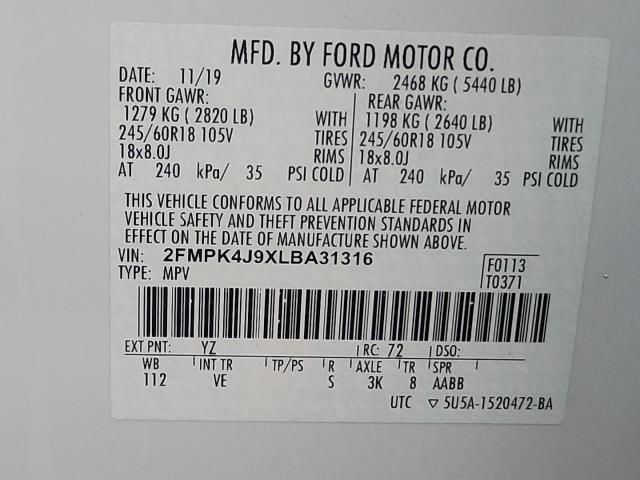 MFD. BY FORD MOTOR CO.
DATE: 11/19 GVWR: 2468 KG ( 5440 LB)
FRONT GAWR: REAR GAWR:
1279 KG ( 2820 LB) WITH 1198 KG ( 2640 LB) WITH
245/60R18 105V TIRES 245/60R18 105V TIRES
18x8.0J RIMS 18x8.0J RIMS
AT 240 kPa/ 35 PSI COLD AT 240 kPa/ 35 PSI COLD
THIS VEHICLE CONFORMS TO ALL APPLICABLE FEDERAL MOTOR
VEHICLE SAFETY AND THEFT PREVENTION STANDARDS IN
EFFECT ON THE DATE OF MANUFACTURE SHOWN ABOVE.
VIN: 2FMPK4J9XLBA31316 F0113
TYPE: MPV T0371
EXT PNT: YZ RC: 72 DSO:
WB INT TR TP/PS R AXLE TR SPR
112 VE S 3K 8 AABB
UTC ▽ 5U5A-1520472-BA